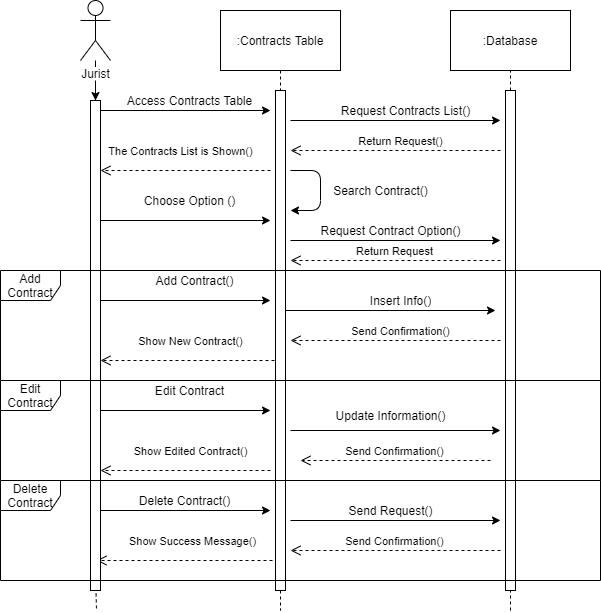 :Contracts Table
:Database
Jurist
Access Contracts Table
Request Contracts List()
Return Request()
The Contracts List is Shown()
Search Contract()
Choose Option ()
Request Contract Option()
Return Request
Add
Contract
Add Contract()
Insert Info()
Send Confirmation()
Show New Contract()
Edit
Contract
Edit Contract
Update Information()
Show Edited Contract()
Send Confirmation()
Delete
Contract
Delete Contract()
Send Request()
Show Success Message()
Send Confirmation()